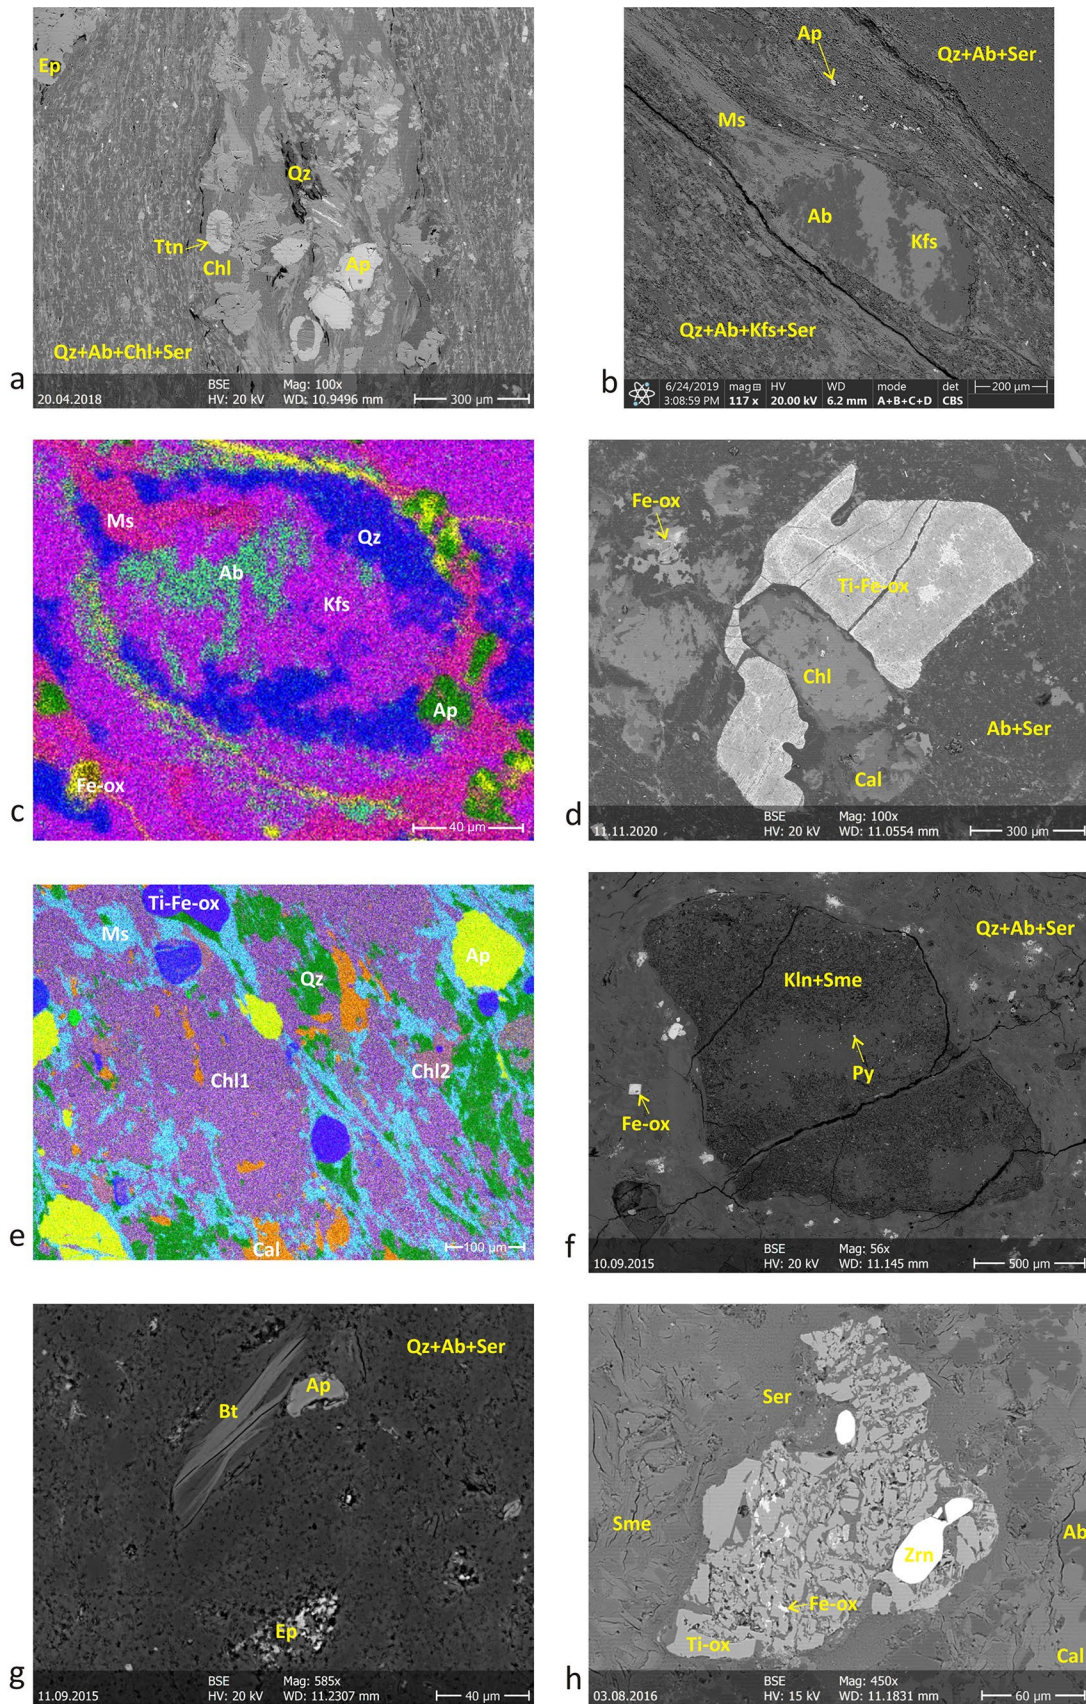 Ep
Qz
Ttn
Chl
Ap
Qz+Ab+Chl+Ser
a
BSE Mag: 100x
20.04.2018 HV: 20 kV WD: 10.9496 mm 300 µm
Ap
Qz+Ab+Ser
Ms
Ab
Kfs
Qz+Ab+Kfs+Ser
b
6/24/2019 mag HV WD mode det 200 µm
3:08:59 PM 117 x 20.00 kV 6.2 mm A+B+C+D CBS
Ms
Qz
Ab
Kfs
Ap
Fe-ox
c
40 µm
Fe-ox
Ti-Fe-ox
Chl
Ab+Ser
Cal
d
BSE Mag: 100x
11.11.2020 HV: 20 kV WD: 11.0554 mm 300 µm
Ti-Fe-ox
Ms
Ap
Qz
Chl1
Chl2
e
Cal
100 µm
Qz+Ab+Ser
Kln+Sme
Py
Fe-ox
f
BSE Mag: 56x
10.09.2015 HV: 20 kV WD: 11.145 mm 500 µm
Qz+Ab+Ser
Ap
Bt
Ep
g
BSE Mag: 585x
11.09.2015 HV: 20 kV WD: 11.2307 mm 40 µm
Ser
Sme
Ab
Zrn
Fe-ox
Ti-ox
Cal
h
BSE Mag: 450x
03.08.2016 HV: 15 kV WD: 11.1831 mm 60 µm